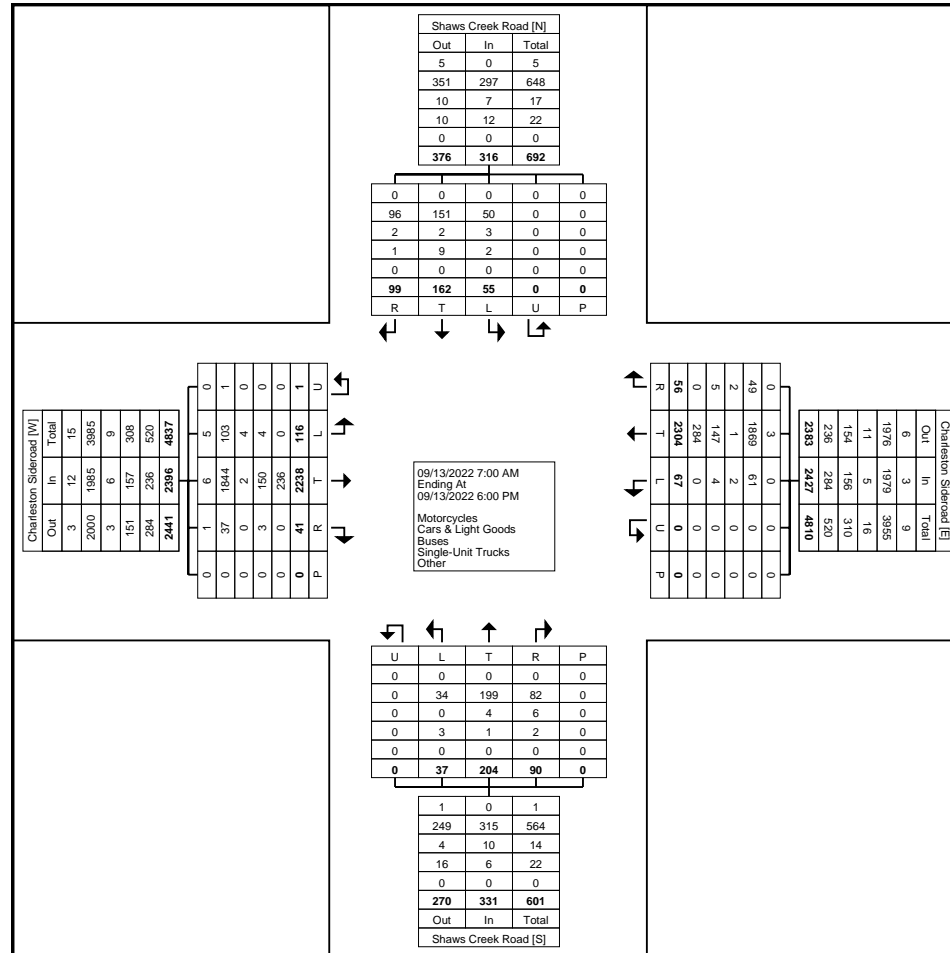 Shaws Creek Road [N]
Out In Total
5 0 5
351 297 648
10 7 17
10 12 22
0 0 0
376 316 692
0 0 0 0 0
96 151 50 0 0
2 2 3 0 0
1 9 2 0 0
0 0 0 0 0
99 162 55 0 0
R T L U P
Charleston Sideroad [W]
Total 15 3985 9 308 520 4837
In 12 1985 6 157 236 2396
Out 3 2000 3 151 284 2441
0 1 0 0 0 1 U
5 103 4 4 0 116 L
6 1844 2 150 236 2238 T
1 37 0 3 0 41 R
0 0 0 0 0 0 P
09/13/2022 7:00 AM
Ending At
09/13/2022 6:00 PM
Motorcycles
Cars & Light Goods
Buses
Single-Unit Trucks
Other
R 56 0 5 2 49 0
T 2304 284 147 1 1869 3
L 67 0 4 2 61 0
U 0 0 0 0 0 0
P 0 0 0 0 0 0
2383 236 154 11 1976 6 Out
2427 284 156 5 1979 3 In
4810 520 310 16 3955 9 Total
Charleston Sideroad [E]
U L T R P
0 0 0 0 0
0 34 199 82 0
0 0 4 6 0
0 3 1 2 0
0 0 0 0 0
0 37 204 90 0
1 0 1
249 315 564
4 10 14
16 6 22
0 0 0
270 331 601
Out In Total
Shaws Creek Road [S]